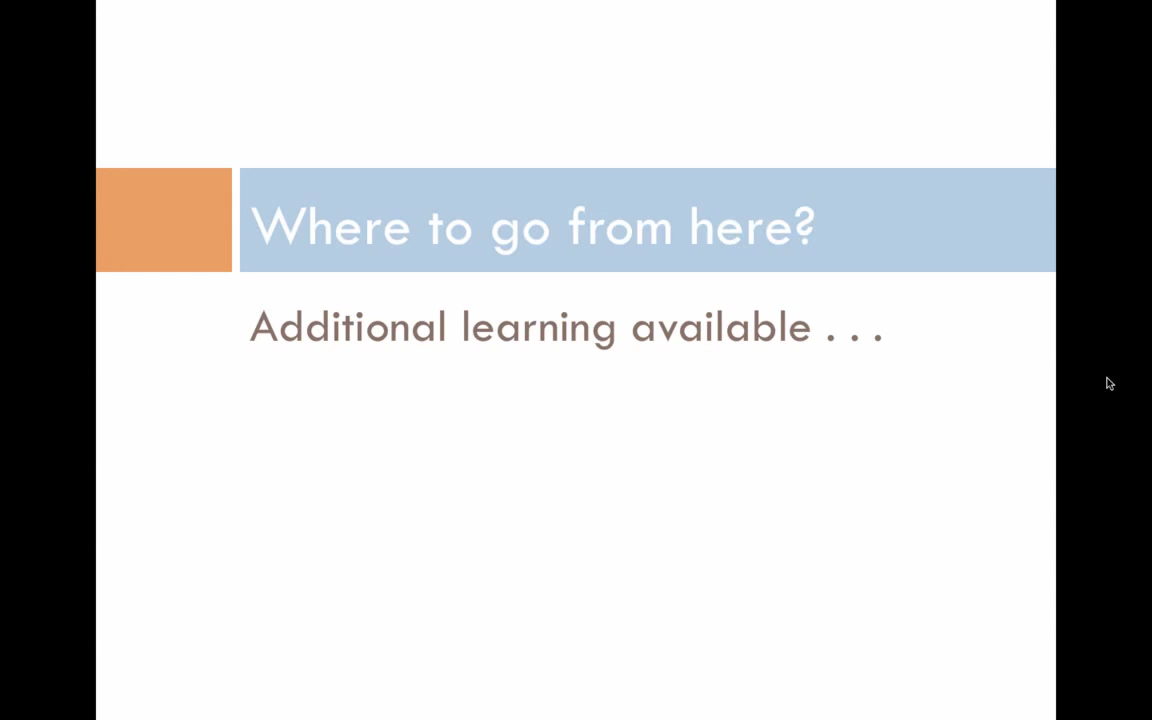 Where to go from here?
Additional learning available . . .